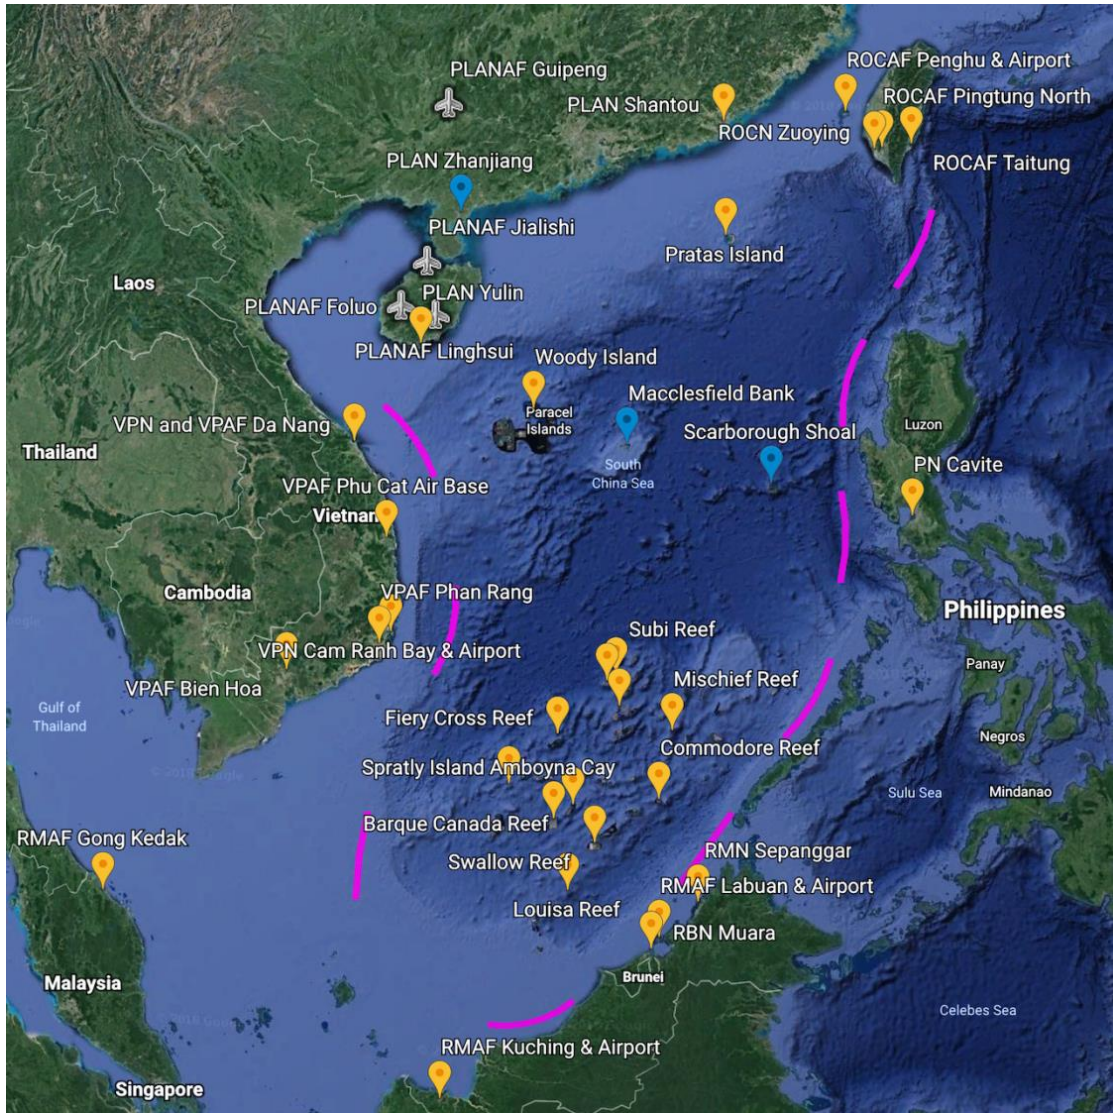 PLANAF Guipeng
ROCAF Penghu & Airport
PLAN Shantou
ROCAF Pingtung North
ROCN Zuoying
PLAN Zhanjiang
ROCAF Taitung
PLANAF Jialishi
Pratas Island
Laos
PLAN Yulin
PLANAF Foluo
PLANAF Linghsui
Woody Island
Macclesfield Bank
Paracel
Islands
VPN and VPAF Da Nang
Scarborough Shoal
Luzon
Thailand
South
China Sea
PN Cavite
VPAF Phu Cat Air Base
Vietnam
Cambodia
VPAF Phan Rang
Philippines
Subi Reef
VPN Cam Ranh Bay & Airport
Panay
VPAF Bien Hoa
Mischief Reef
Gulf of
Thailand
Fiery Cross Reef
Negros
Commodore Reef
Spratly Island Amboyna Cay
Sulu Sea
Mindanao
Barque Canada Reef
RMAF Gong Kedak
RMN Sepanggar
Swallow Reef
RMAF Labuan & Airport
Louisa Reef
RBN Muara
Brunei
Malaysia
Celebes Sea
RMAF Kuching & Airport
Singapore